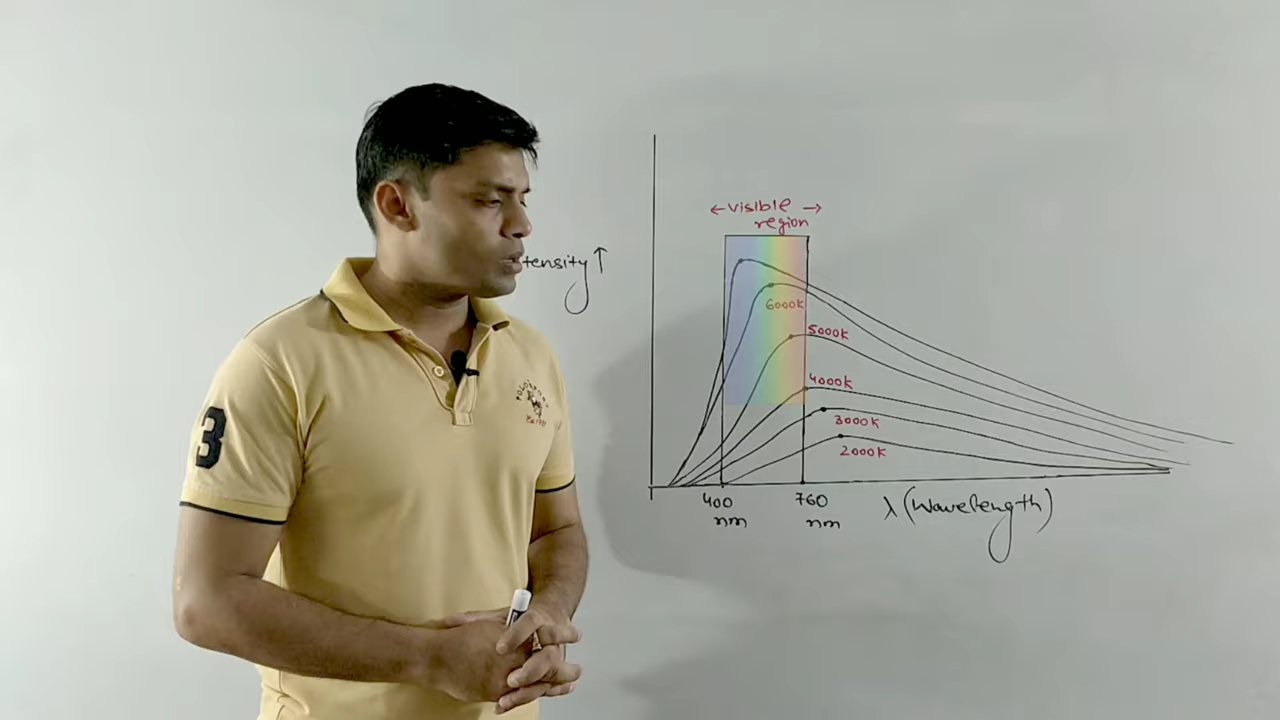 ←visible→
region
tensity↑
6000K
5000K
4000K
3000K
2000K
400
nm
760
nm
λ (Wavelength)
3